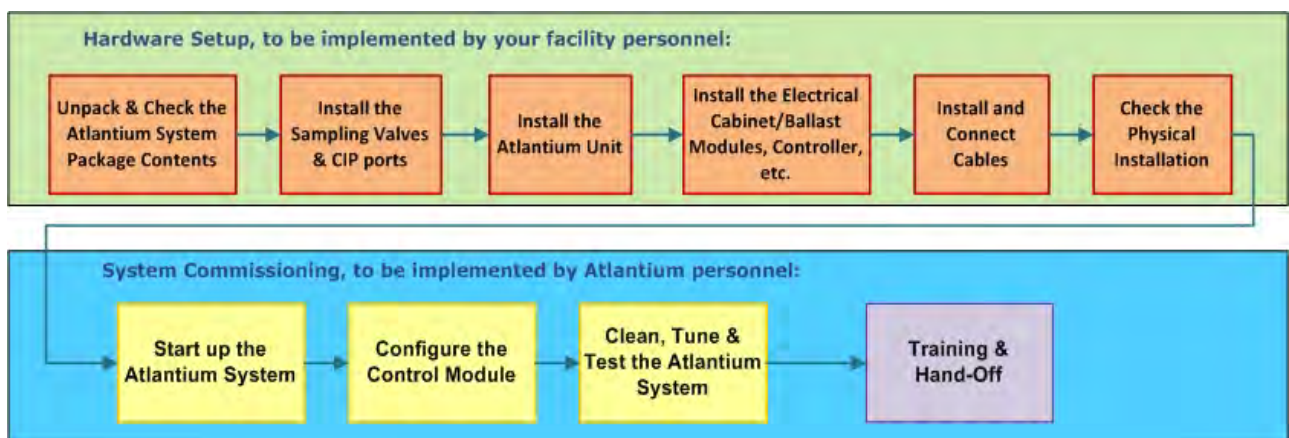 Hardware Setup, to be implemented by your facility personnel:
Unpack & Check the
Atlantium System
Package Contents
Install the
Sampling Valves
& CIP ports
Install the
Atlantium Unit
Install the Electrical
Cabinet/Ballast
Modules, Controller,
etc.
Install and
Connect
Cables
Check the
Physical
Installation
System Commissioning, to be implemented by Atlantium personnel:
Start up the
Atlantium System
Configure the
Control Module
Clean, Tune &
Test the Atlantium
System
Training &
Hand-Off